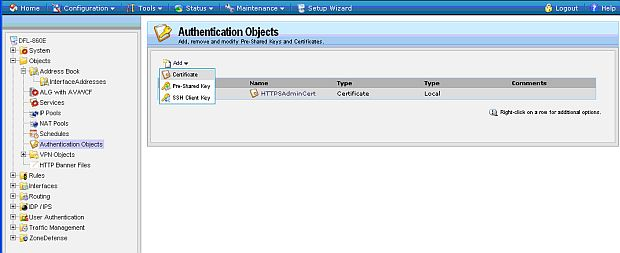 Home Configuration Tools Status Maintenance Setup Wizard Logout Help
DFL-860E
System
Objects
Address Book
InterfaceAddresses
ALG with AV/WCF
Services
IP Pools
NAT Pools
Schedules
Authentication Objects
VPN Objects
HTTP Banner Files
Rules
Interfaces
Routing
IDP / IPS
User Authentication
Traffic Management
ZoneDefense
Authentication Objects
Add, remove and modify Pre-Shared Keys and Certificates.
Add
Certificate
Pre-Shared Key
SSH Client Key
Name Type Type Comments
HTTPSAdminCert Certificate Local
Right-click on a row for additional options.